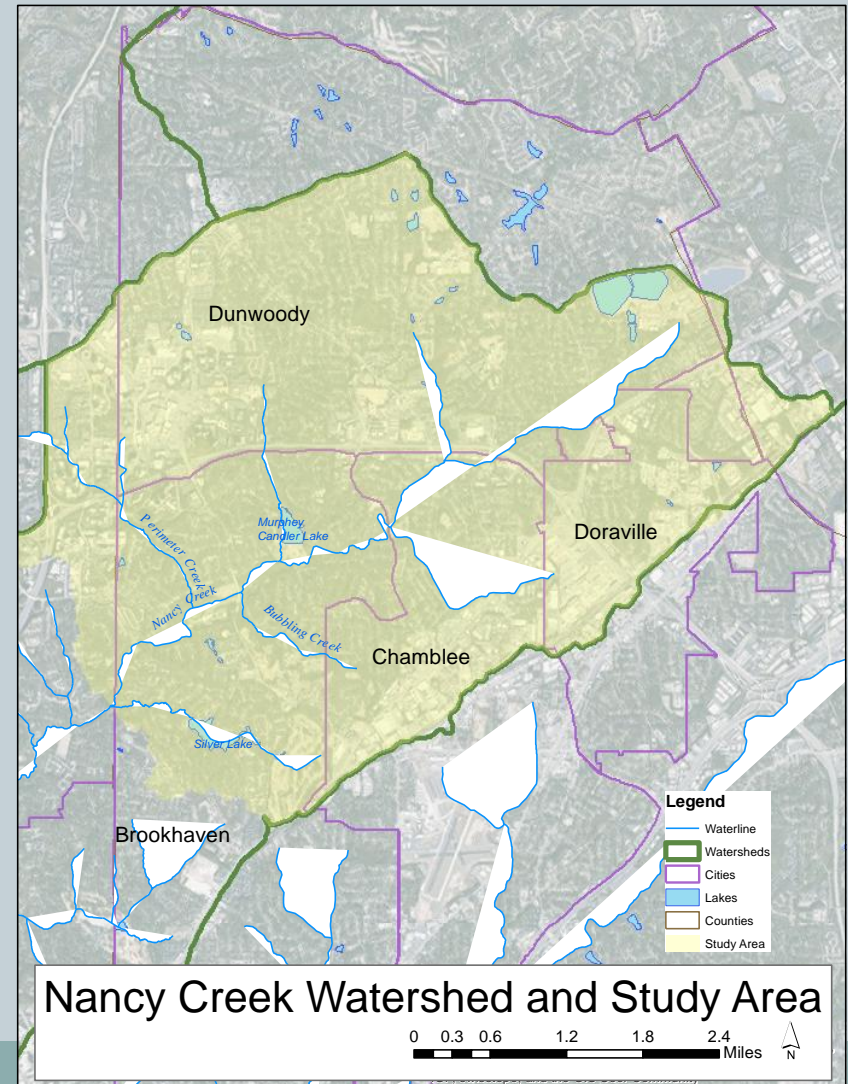 Dunwoody
Murphey
Candler Lake
Doraville
Perimeter Creek
Nancy Creek
Bubbling Creek
Chamblee
Silver Lake
Brookhaven
Legend
Waterline
Watersheds
Cities
Lakes
Counties
Study Area
Nancy Creek Watershed and Study Area
0 0.3 0.6 1.2 1.8 2.4
Miles
N